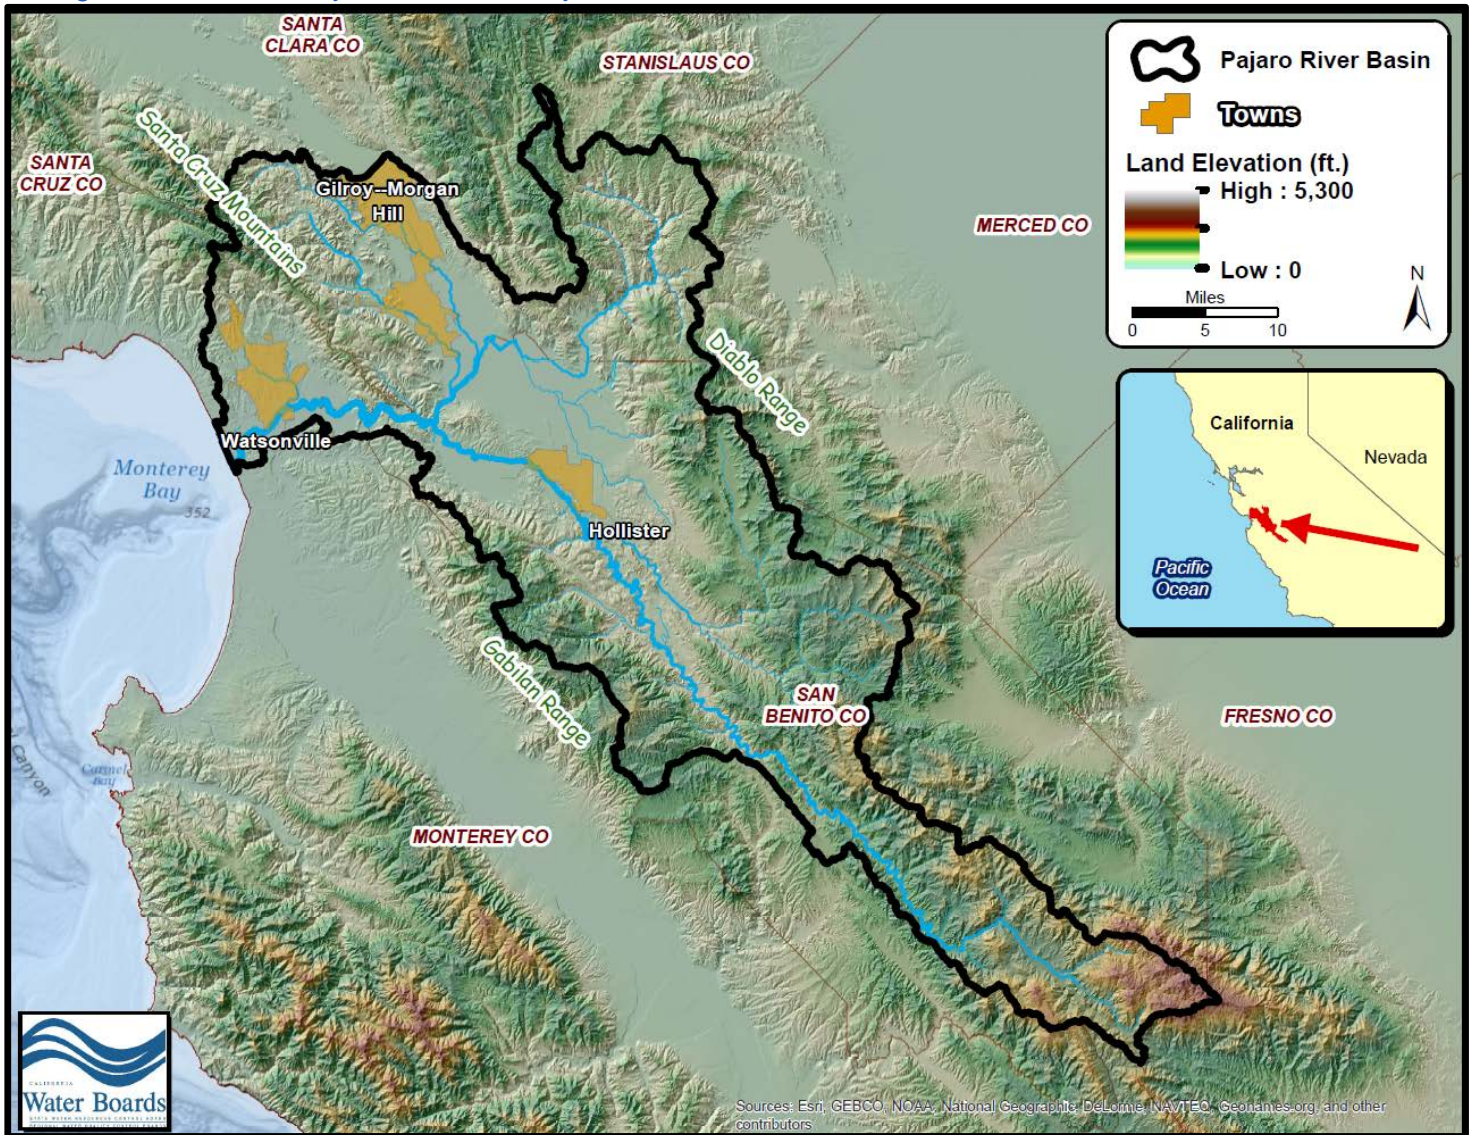 SANTA
CLARA CO
STANISLAUS CO
SANTA
CRUZ CO
Santa Cruz Mountains
Gilroy--Morgan
Hill
MERCED CO
Diablo Range
Watsonville
Monterey
Bay
352
Hollister
Gabilan Range
SAN
BENITO CO
FRESNO CO
Canyon
Carmel
Bay
MONTEREY CO
Pajaro River Basin
Towns
Land Elevation (ft.)
High : 5,300
Low : 0
Miles
0 5 10
N
California
Nevada
Pacific
Ocean
CALIFORNIA
Water Boards
Sources: Esri, GEBCO, NOAA, National Geographic, DeLorme, NAVTEQ, Geonames.org, and other
contributors